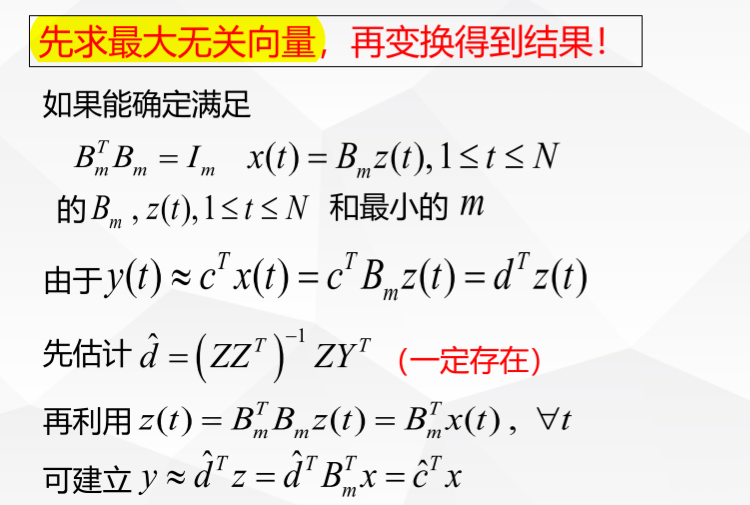 先求最大无关向量，再变换得到结果！
如果能确定满足
$B_m^T B_m = I_m \quad x(t) = B_m z(t), 1 \le t \le N$
的 $B_m, z(t), 1 \le t \le N$ 和最小的 $m$
由于 $y(t) \approx c^T x(t) = c^T B_m z(t) = d^T z(t)$
先估计 $\hat{d} = \left( ZZ^T \right)^{-1} ZY^T$ （一定存在）
再利用 $z(t) = B_m^T B_m z(t) = B_m^T x(t), \ \forall t$
可建立 $y \approx \hat{d}^T z = \hat{d}^T B_m^T x = \hat{c}^T x$